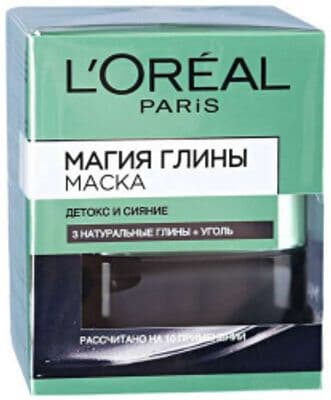 L'ORÉAL
PARIS
МАГИЯ ГЛИНЫ
МАСКА
ДЕТОКС И СИЯНИЕ
3 НАТУРАЛЬНЫЕ ГЛИНЫ + УГОЛЬ
РАССЧИТАНО НА 10 ПРИМЕНЕНИЙ